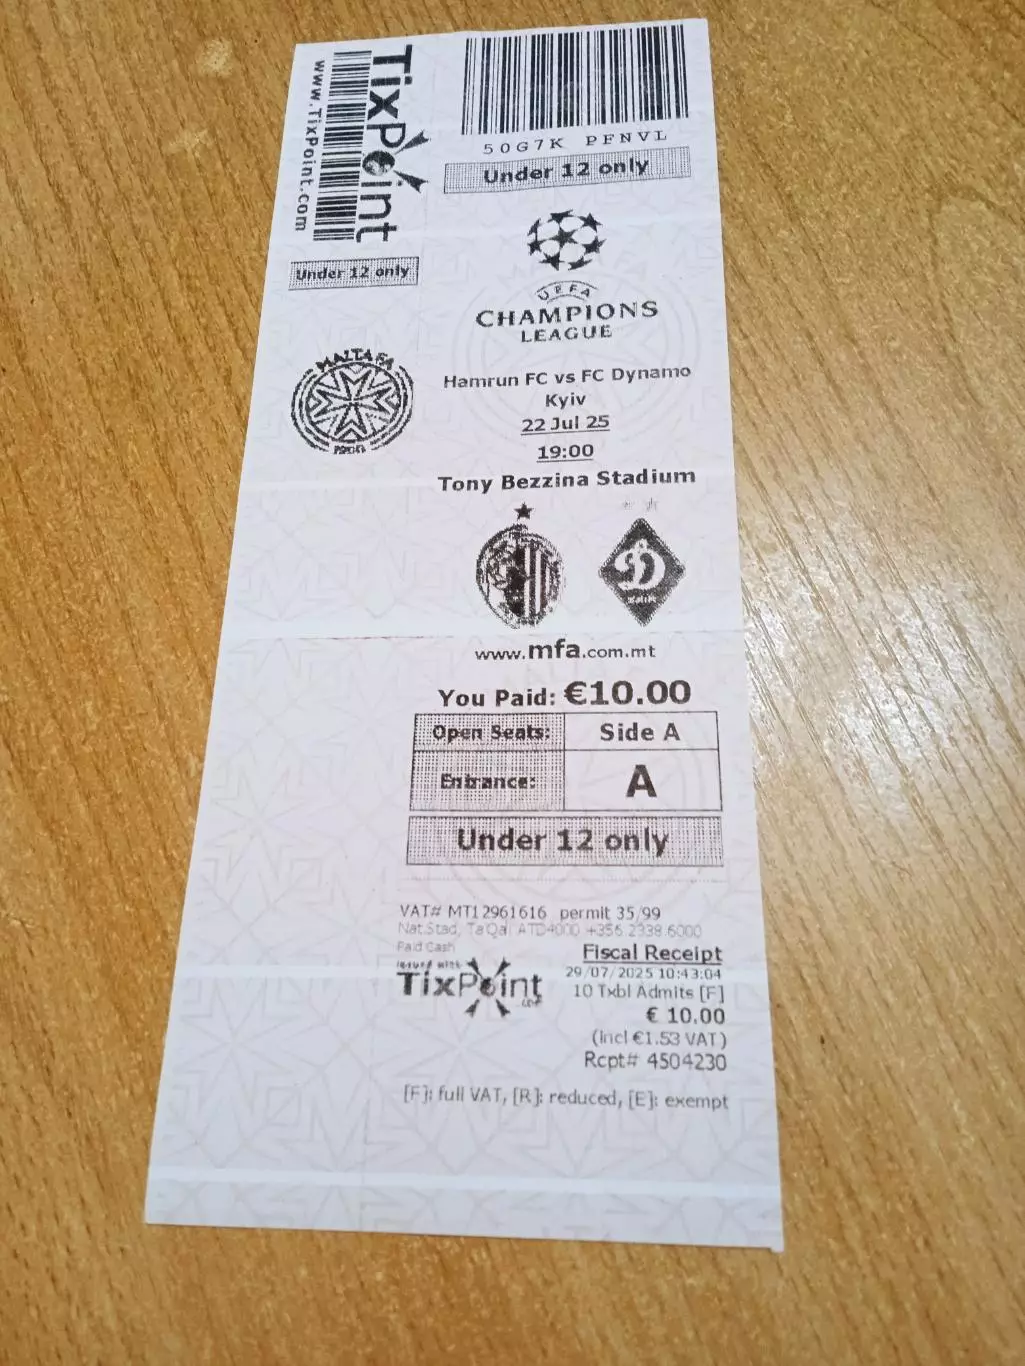 TixPoint
www.TixPoint.com
Under 12 only
MALTA FA
1900
50G7K PFNVL
Under 12 only
UEFA
CHAMPIONS
LEAGUE
Hamrun FC vs FC Dynamo
Kyiv
22 Jul 25
19:00
Tony Bezzina Stadium
www.mfa.com.mt
You Paid: €10.00
Open Seats: Side A
Entrance: A
Under 12 only
VAT# MT12961616 permit 35/99
Nat.Stad, Ta'Qali ATD4000 +356 2338 6000
Paid Cash
Fiscal Receipt
issued with
TixPoint
.com
29/07/2025 10:43:04
10 Txbl Admits [F]
€ 10.00
(Incl €1.53 VAT)
Rcpt# 4504230
[F]: full VAT, [R]: reduced, [E]: exempt